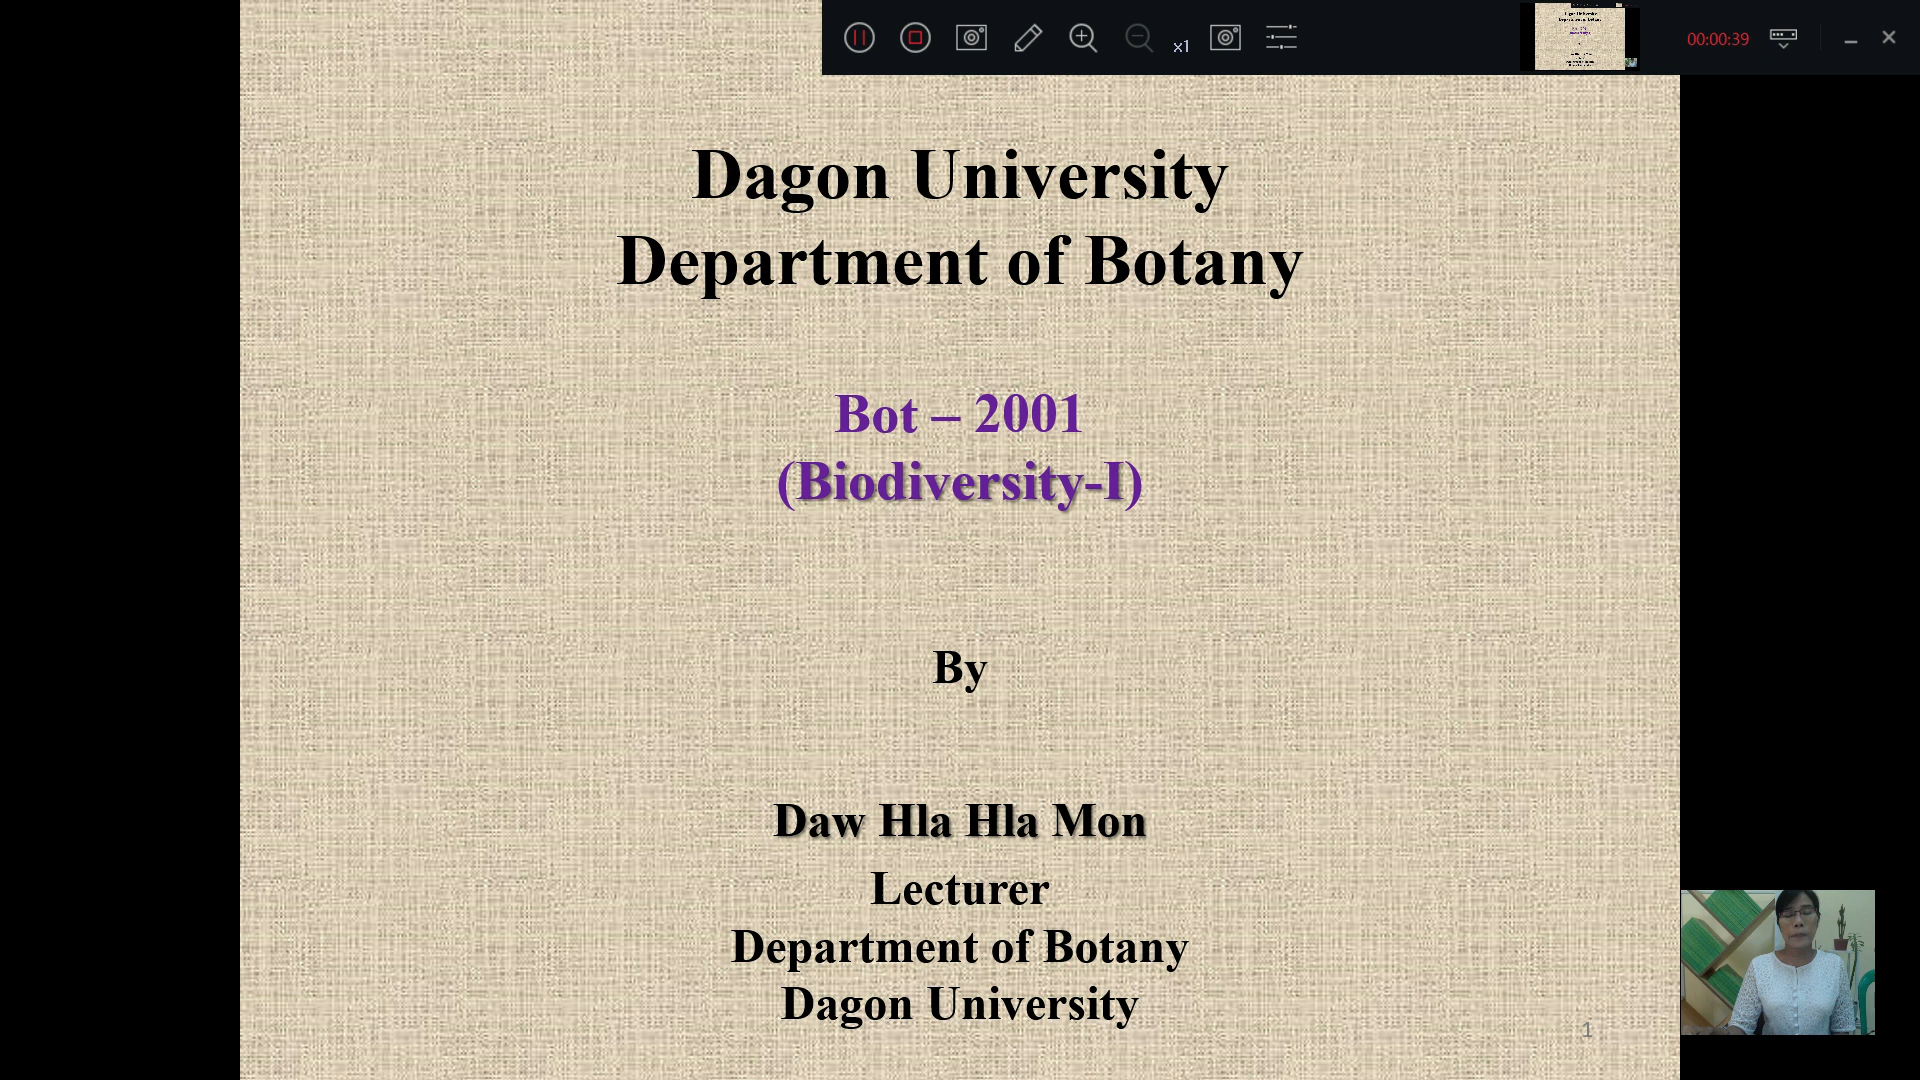 x1
00:00:39
Dagon University
Department of Botany
Bot – 2001
(Biodiversity-I)
By
Daw Hla Hla Mon
Lecturer
Department of Botany
Dagon University
1